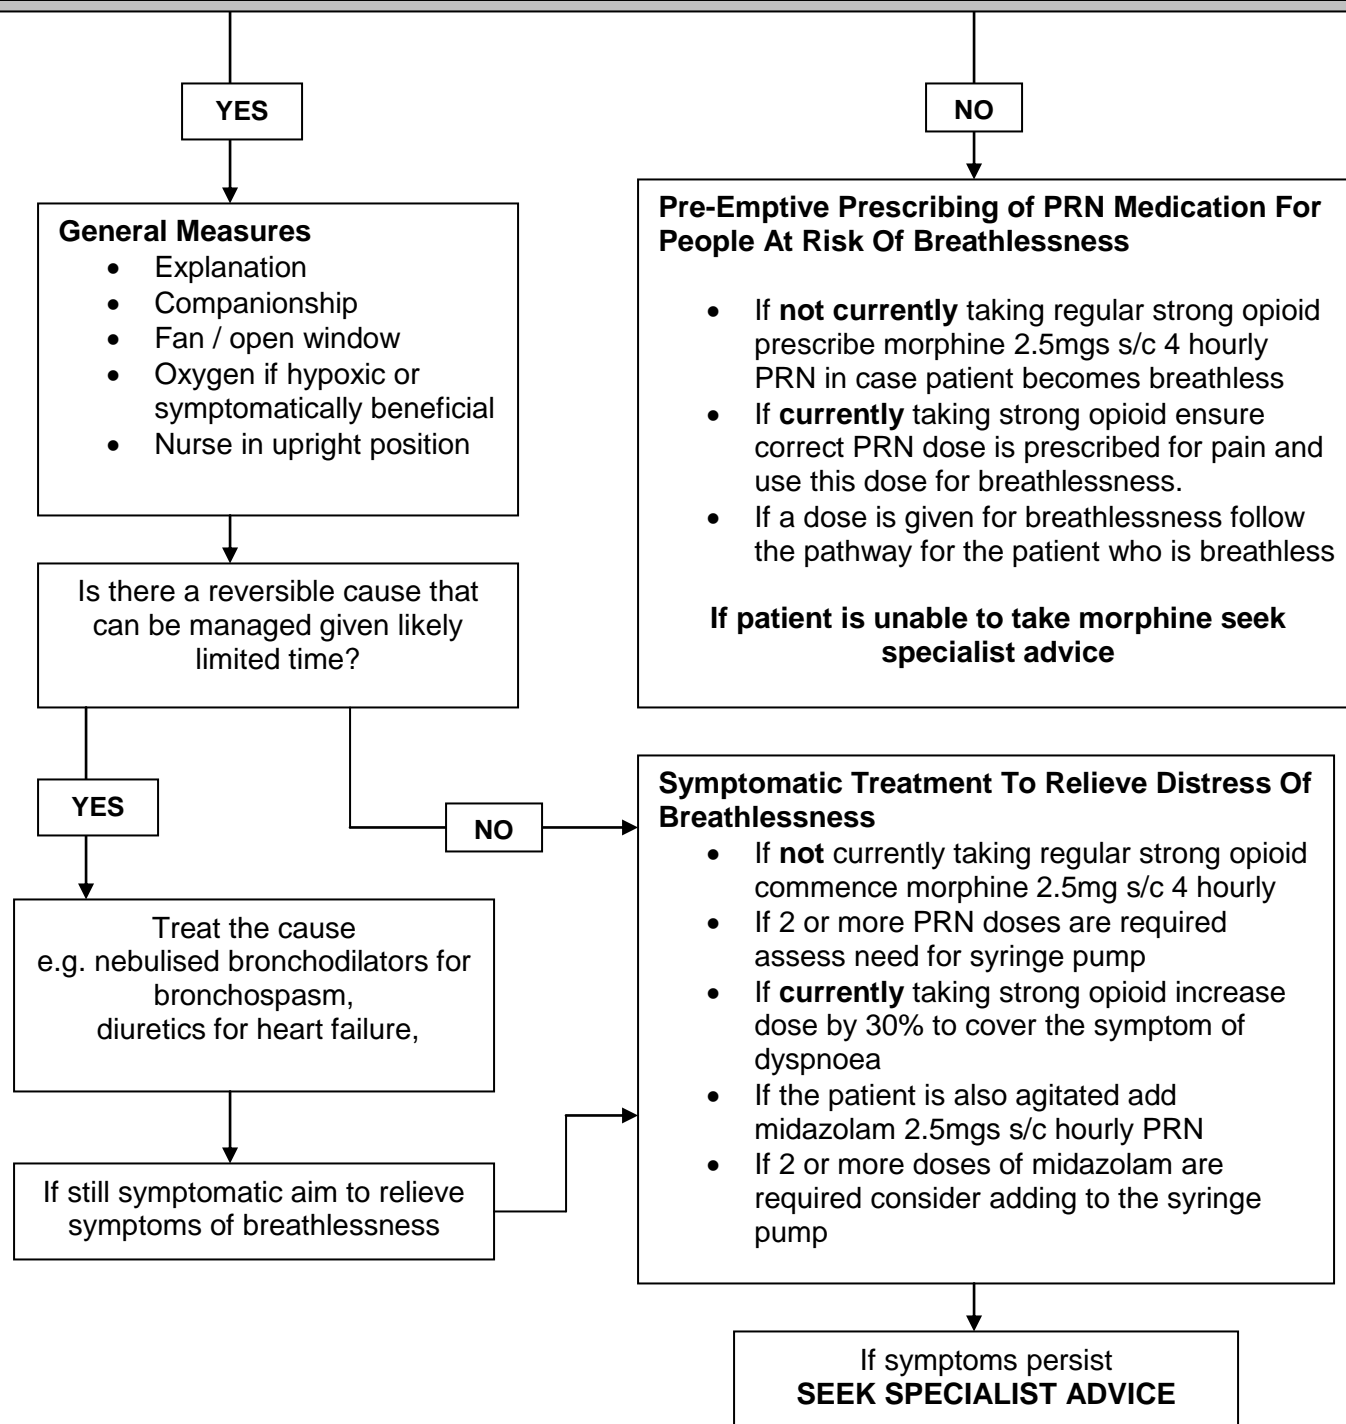 YES
NO
General Measures
• Explanation
• Companionship
• Fan / open window
• Oxygen if hypoxic or
symptomatically beneficial
• Nurse in upright position
Pre-Emptive Prescribing of PRN Medication For
People At Risk Of Breathlessness
• If not currently taking regular strong opioid
prescribe morphine 2.5mgs s/c 4 hourly
PRN in case patient becomes breathless
• If currently taking strong opioid ensure
correct PRN dose is prescribed for pain and
use this dose for breathlessness.
• If a dose is given for breathlessness follow
the pathway for the patient who is breathless
If patient is unable to take morphine seek
specialist advice
Is there a reversible cause that
can be managed given likely
limited time?
YES
NO
Treat the cause
e.g. nebulised bronchodilators for
bronchospasm,
diuretics for heart failure,
If still symptomatic aim to relieve
symptoms of breathlessness
Symptomatic Treatment To Relieve Distress Of
Breathlessness
• If not currently taking regular strong opioid
commence morphine 2.5mg s/c 4 hourly
• If 2 or more PRN doses are required
assess need for syringe pump
• If currently taking strong opioid increase
dose by 30% to cover the symptom of
dyspnoea
• If the patient is also agitated add
midazolam 2.5mgs s/c hourly PRN
• If 2 or more doses of midazolam are
required consider adding to the syringe
pump
If symptoms persist
SEEK SPECIALIST ADVICE